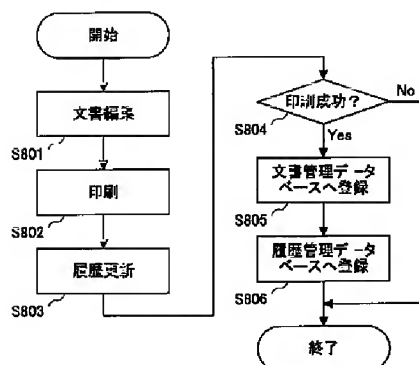 開始
文書編集
S801
印刷
S802
履歴更新
S803
印刷成功？
No
S804
Yes
文書管理データ
ベースへ登録
S805
履歴管理データ
ベースへ登録
S806
終了